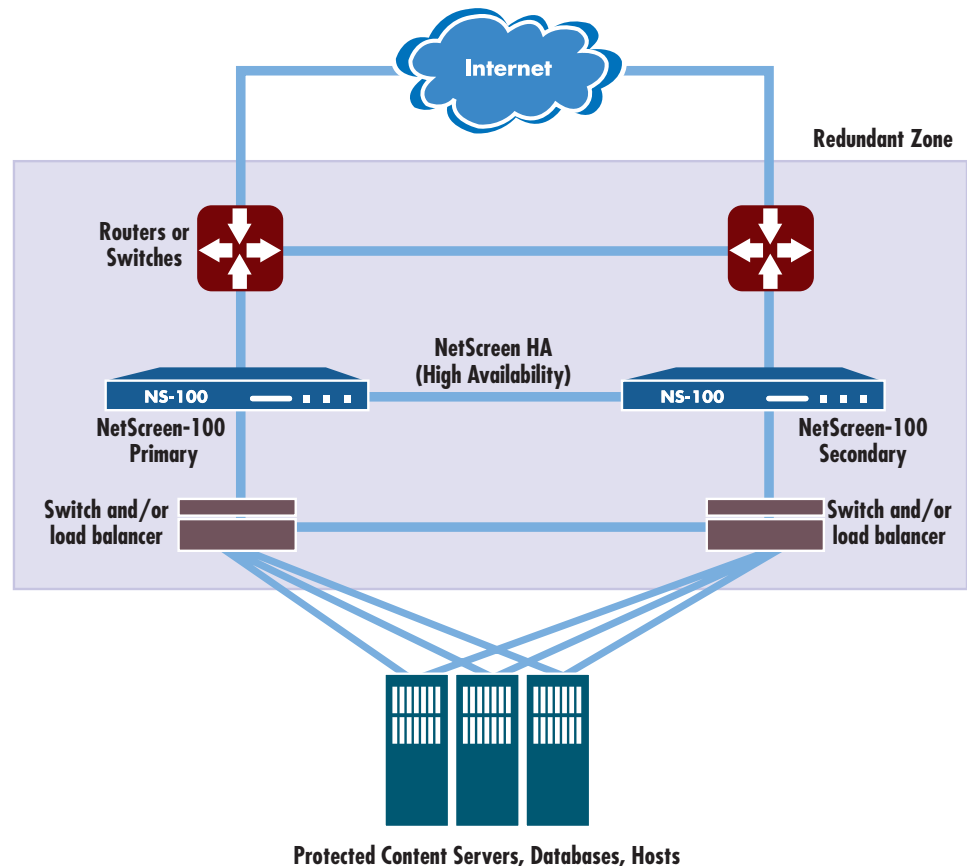 Internet
Redundant Zone
Routers or
Switches
NetScreen HA
(High Availability)
NS-100
NS-100
NetScreen-100
Primary
NetScreen-100
Secondary
Switch and/or
load balancer
Switch and/or
load balancer
Protected Content Servers, Databases, Hosts